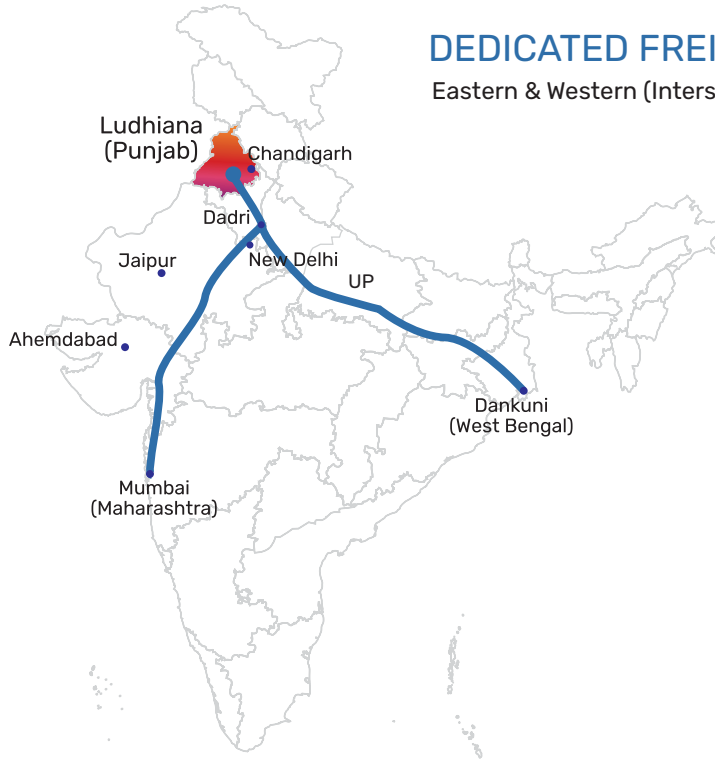 DEDICATED FREI
Eastern & Western (Inters
Ludhiana
(Punjab)
Chandigarh
Dadri
New Delhi
Jaipur
UP
Ahemdabad
Dankuni
(West Bengal)
Mumbai
(Maharashtra)